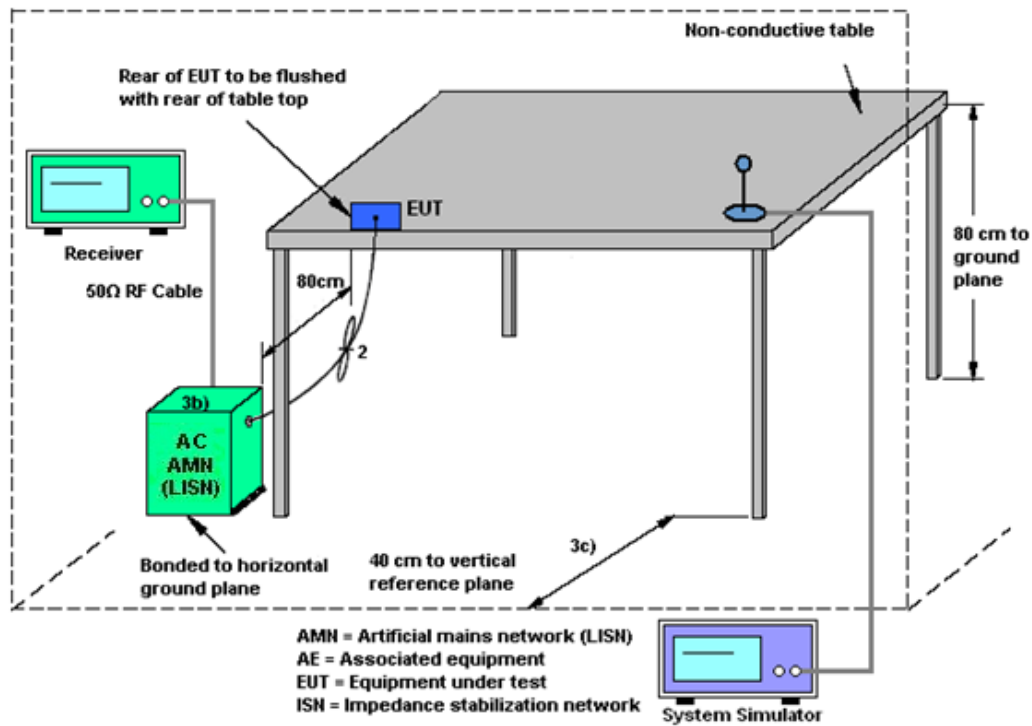 Non-conductive table
Rear of EUT to be flushed
with rear of table top
EUT
Receiver
80cm
80 cm to
ground
plane
50Ω RF Cable
2
3b)
AC
AMN
(LISN)
Bonded to horizontal
ground plane
40 cm to vertical
reference plane
3c)
AMN = Artificial mains network (LISN)
AE = Associated equipment
EUT = Equipment under test
ISN = Impedance stabilization network
System Simulator